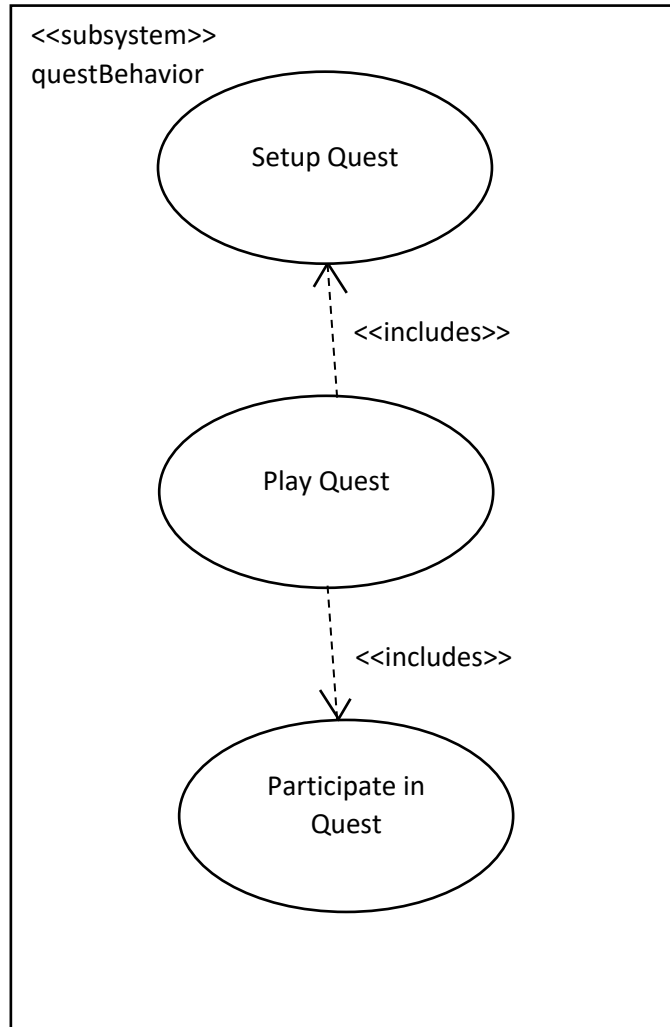 <<subsystem>>
questBehavior
Setup Quest
<<includes>>
Play Quest
<<includes>>
Participate in
Quest